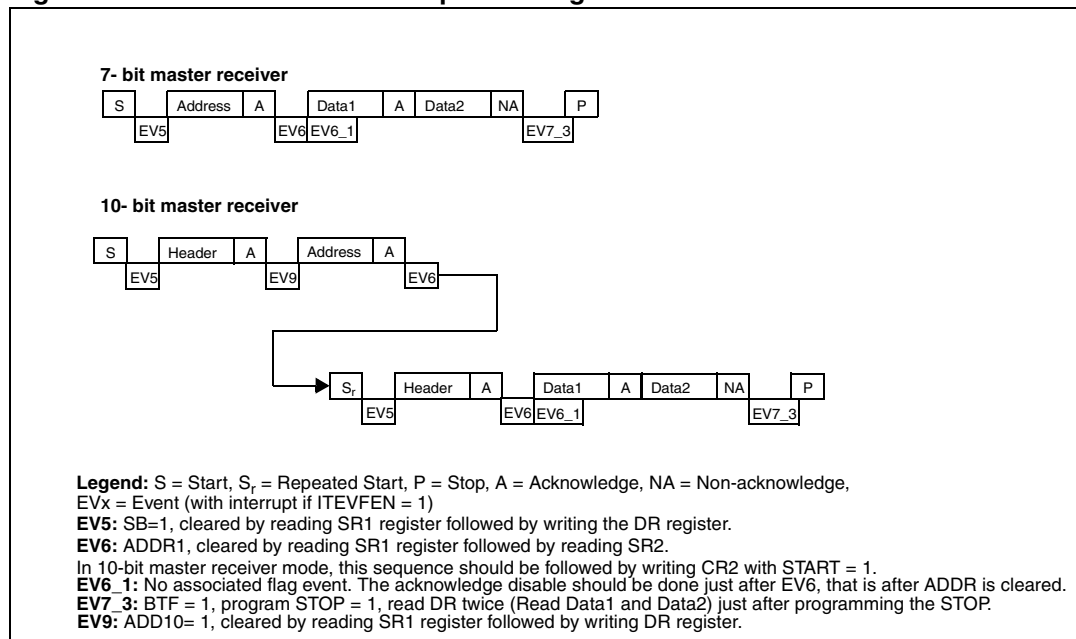 7- bit master receiver
S Address A Data1 A Data2 NA P
EV5 EV6 EV6_1 EV7_3
10- bit master receiver
S Header A Address A
EV5 EV9 EV6
Sr Header A Data1 A Data2 NA P
EV5 EV6 EV6_1 EV7_3
Legend: S = Start, Sr = Repeated Start, P = Stop, A = Acknowledge, NA = Non-acknowledge,
EVx = Event (with interrupt if ITEVFEN = 1)
EV5: SB=1, cleared by reading SR1 register followed by writing the DR register.
EV6: ADDR1, cleared by reading SR1 register followed by reading SR2.
In 10-bit master receiver mode, this sequence should be followed by writing CR2 with START = 1.
EV6_1: No associated flag event. The acknowledge disable should be done just after EV6, that is after ADDR is cleared.
EV7_3: BTF = 1, program STOP = 1, read DR twice (Read Data1 and Data2) just after programming the STOP.
EV9: ADD10= 1, cleared by reading SR1 register followed by writing DR register.